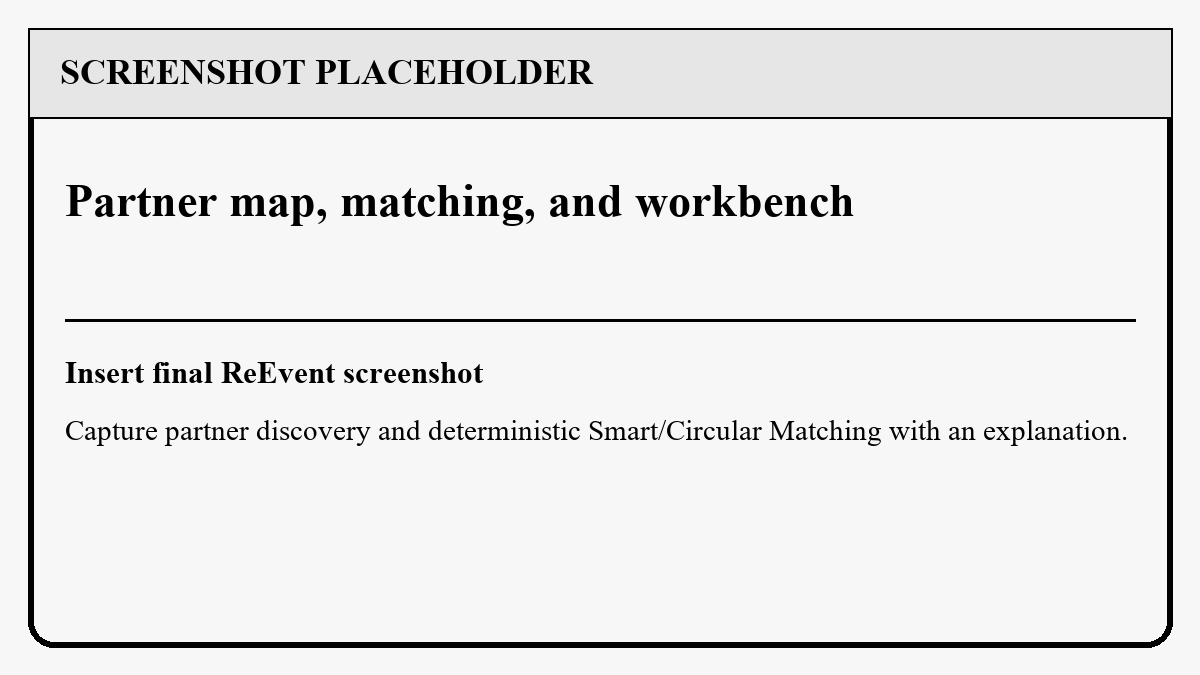 SCREENSHOT PLACEHOLDER
Partner map, matching, and workbench
Insert final ReEvent screenshot
Capture partner discovery and deterministic Smart/Circular Matching with an explanation.